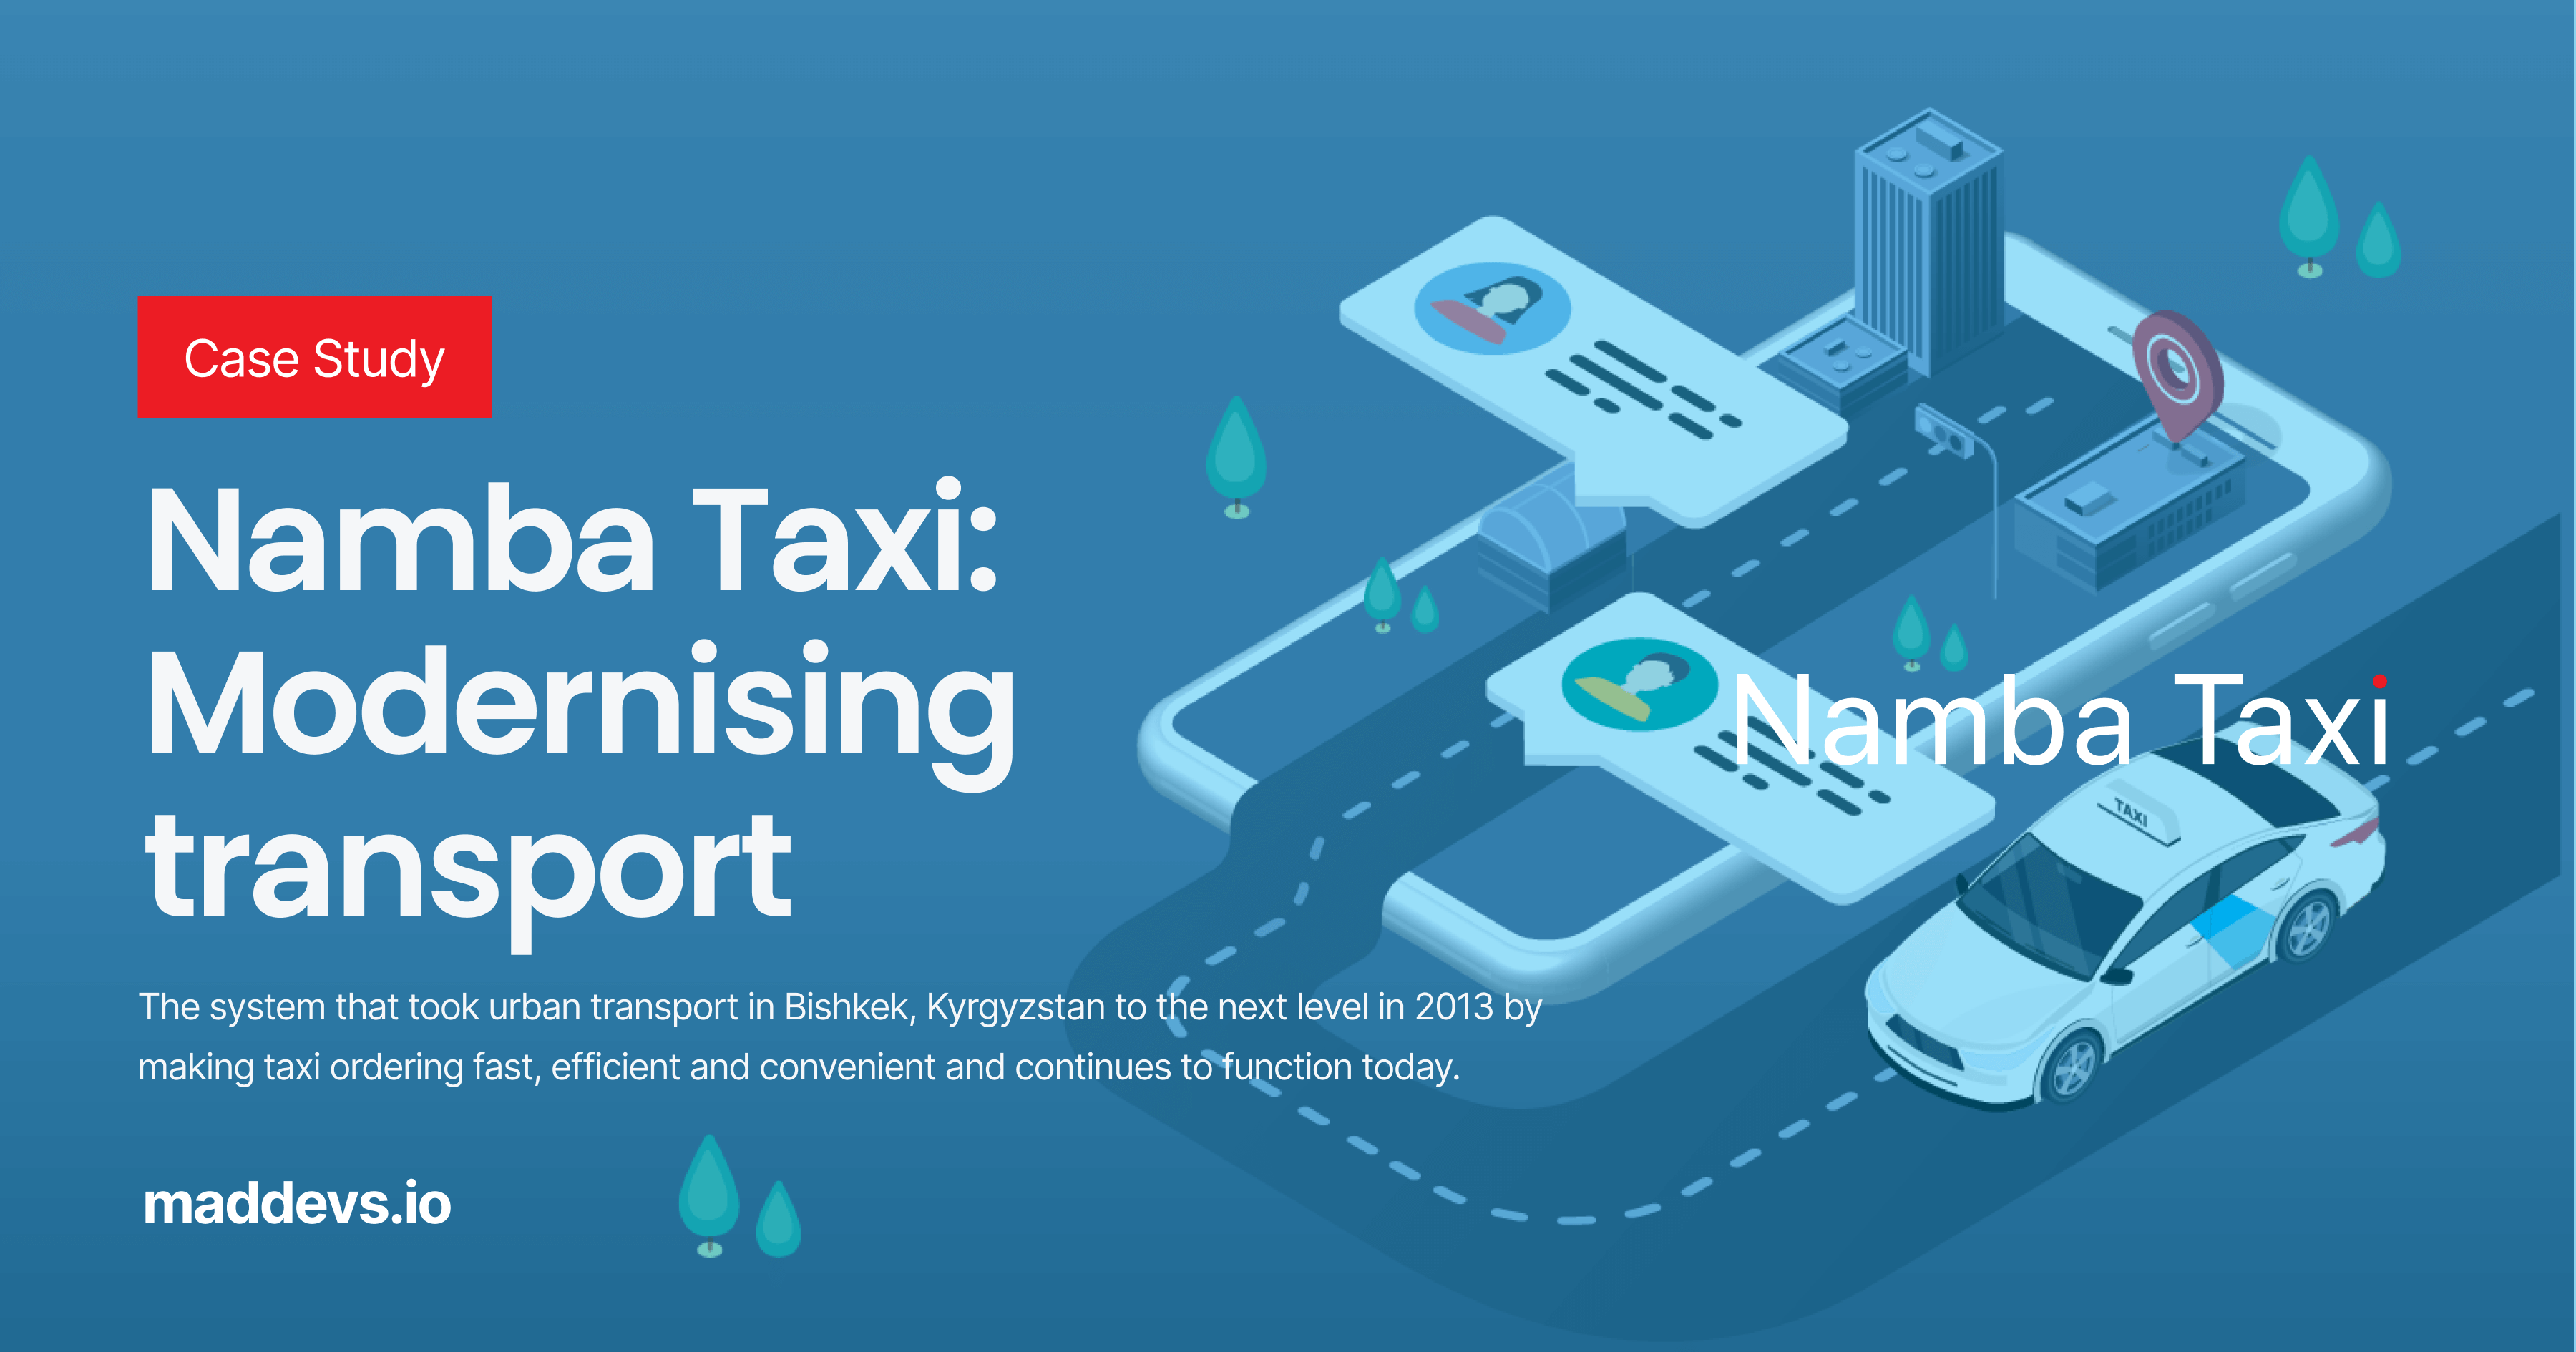 Case Study
Namba Taxi:
Modernising
transport
The system that took urban transport in Bishkek, Kyrgyzstan to the next level in 2013 by
making taxi ordering fast, efficient and convenient and continues to function today.
maddevs.io
Namba Taxi
TAXI